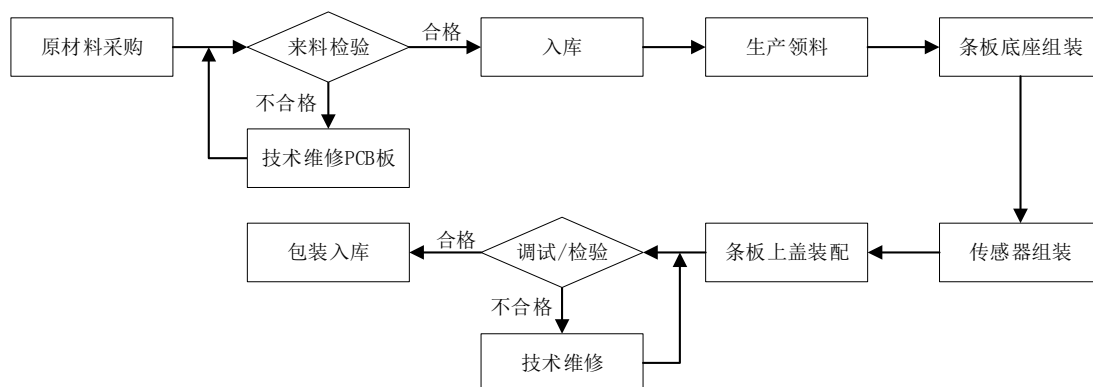 原材料采购
来料检验
合格
入库
生产领料
条板底座组装
不合格
技术维修PCB板
包装入库
合格
调试/检验
条板上盖装配
传感器组装
不合格
技术维修